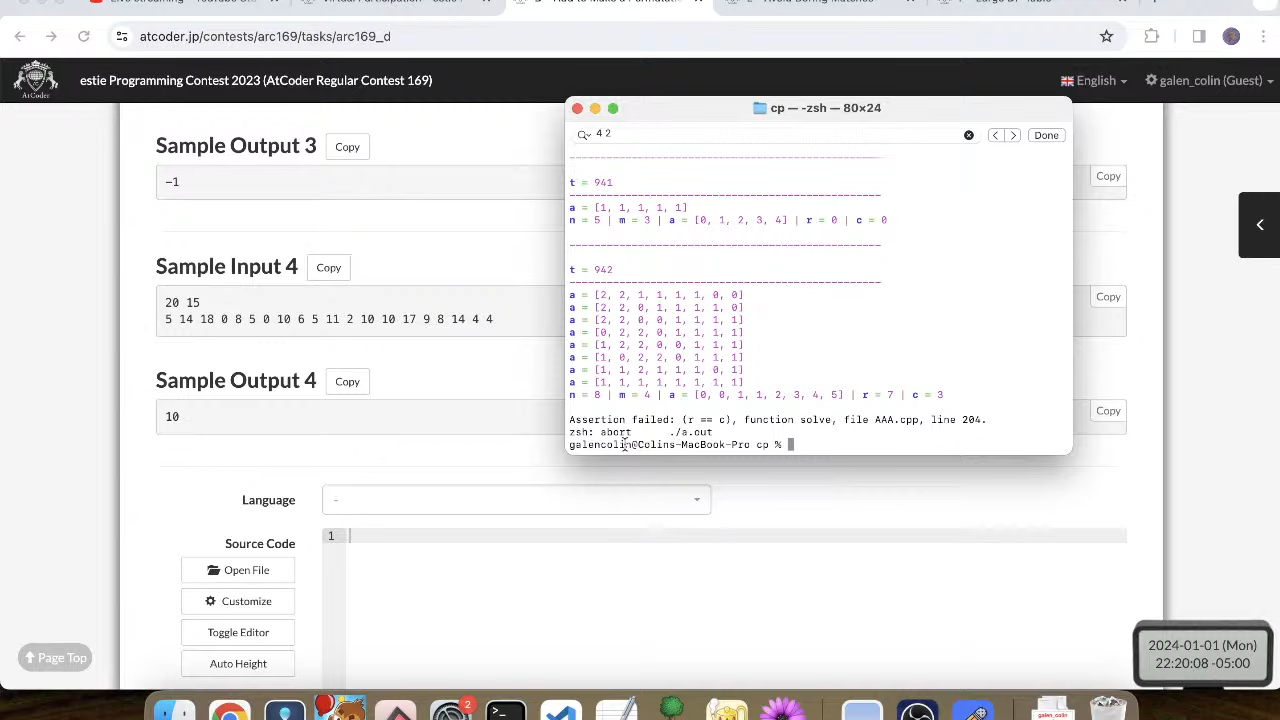 atcoder.jp/contests/arc169/tasks/arc169_d
estie Programming Contest 2023 (AtCoder Regular Contest 169)
English
galen_colin (Guest)
Sample Output 3
Copy
Copy
-1
Sample Input 4
Copy
Copy
20 15
5 14 18 0 8 5 0 10 6 5 11 2 10 10 17 9 8 14 4 4
Sample Output 4
Copy
Copy
10
Language
-
Source Code
1
Open File
Customize
Toggle Editor
Auto Height
Page Top
cp — -zsh — 80×24
4 2
Done
--------------------------------------------------
t = 941
--------------------------------------------------
a = [1, 1, 1, 1, 1]
n = 5 | m = 3 | a = [0, 1, 2, 3, 4] | r = 0 | c = 0
--------------------------------------------------
t = 942
--------------------------------------------------
a = [2, 2, 1, 1, 1, 1, 0, 0]
a = [2, 2, 0, 1, 1, 1, 1, 0]
a = [2, 2, 0, 0, 1, 1, 1, 1]
a = [0, 2, 2, 0, 1, 1, 1, 1]
a = [1, 2, 2, 0, 0, 1, 1, 1]
a = [1, 0, 2, 2, 0, 1, 1, 1]
a = [1, 1, 2, 1, 1, 1, 0, 1]
a = [1, 1, 1, 1, 1, 1, 1, 1]
n = 8 | m = 4 | a = [0, 0, 1, 1, 2, 3, 4, 5] | r = 7 | c = 3
Assertion failed: (r == c), function solve, file AAA.cpp, line 204.
zsh: abort ./a.out
galencolin@Colins-MacBook-Pro cp %
2024-01-01 (Mon)
22:20:08 -05:00
2
galen_colin